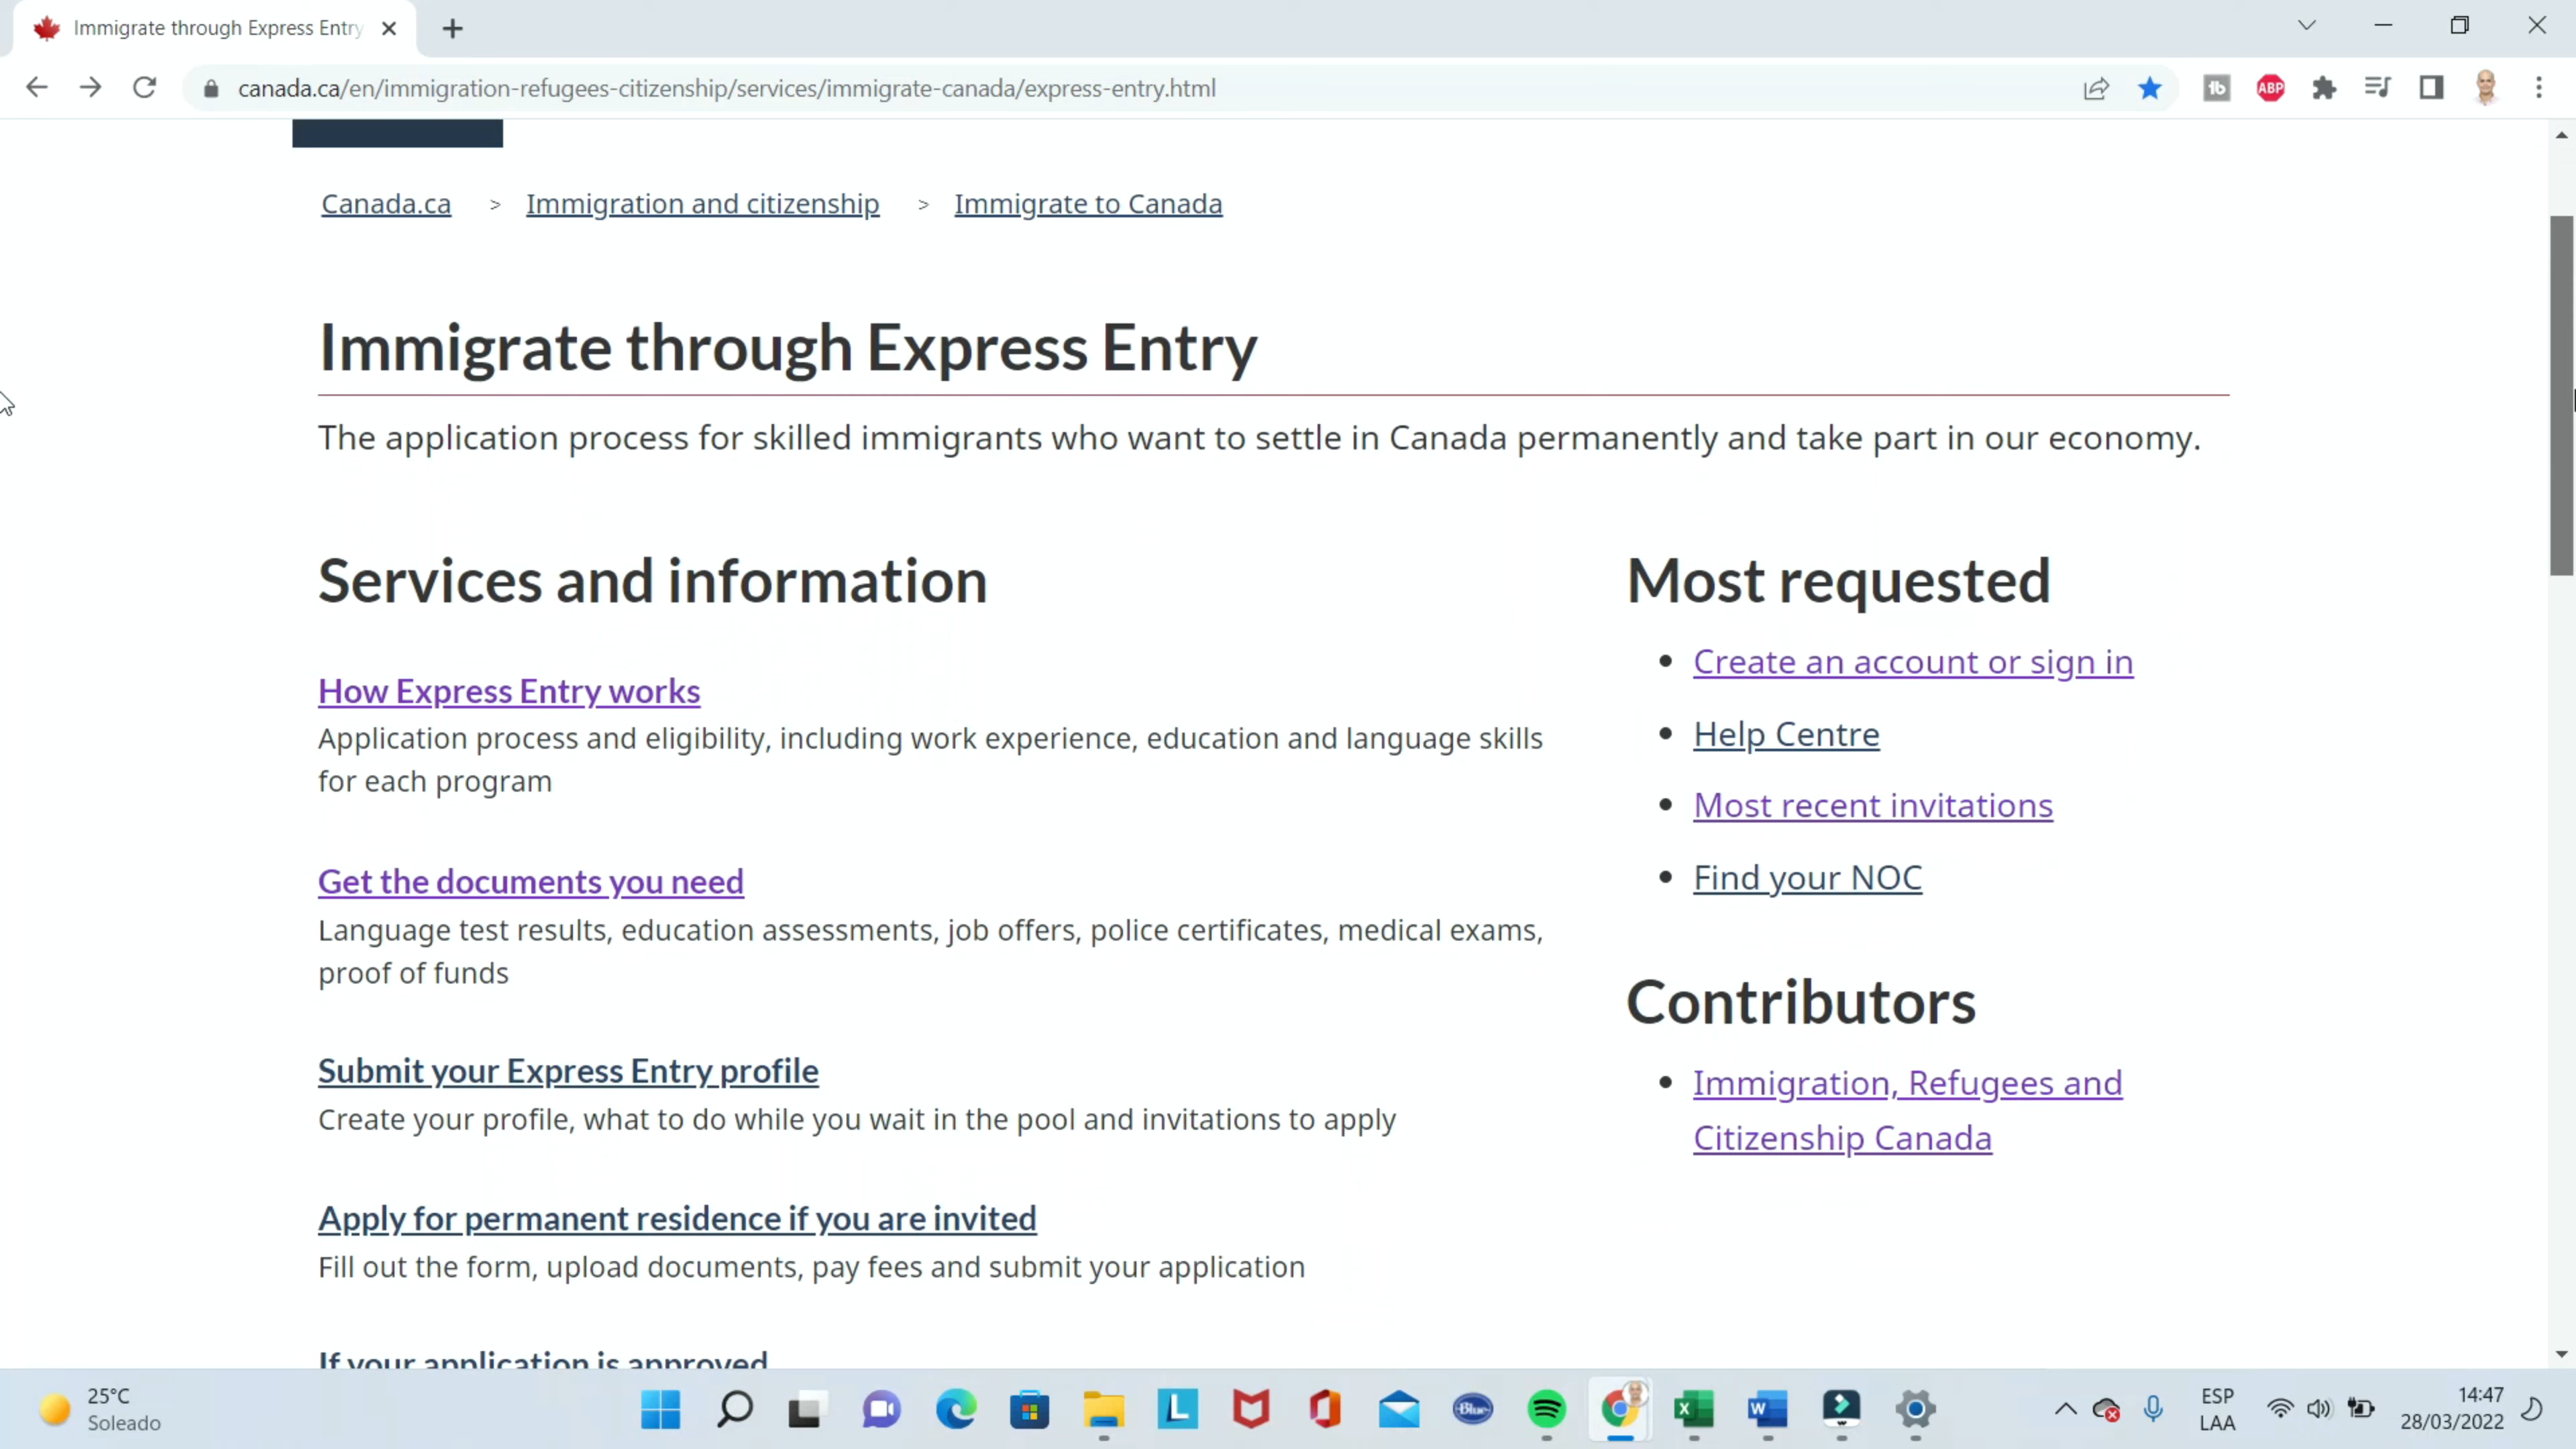 Immigrate through Express Entry
canada.ca/en/immigration-refugees-citizenship/services/immigrate-canada/express-entry.html
ABP
Canada.ca > Immigration and citizenship > Immigrate to Canada
Immigrate through Express Entry
The application process for skilled immigrants who want to settle in Canada permanently and take part in our economy.
Services and information
How Express Entry works
Application process and eligibility, including work experience, education and language skills
for each program
Get the documents you need
Language test results, education assessments, job offers, police certificates, medical exams,
proof of funds
Submit your Express Entry profile
Create your profile, what to do while you wait in the pool and invitations to apply
Apply for permanent residence if you are invited
Fill out the form, upload documents, pay fees and submit your application
If your application is approved
Most requested
Create an account or sign in
Help Centre
Most recent invitations
Find your NOC
Contributors
Immigration, Refugees and
Citizenship Canada
25°C
Soleado
L
Blue
X
W
ESP
LAA
14:47
28/03/2022